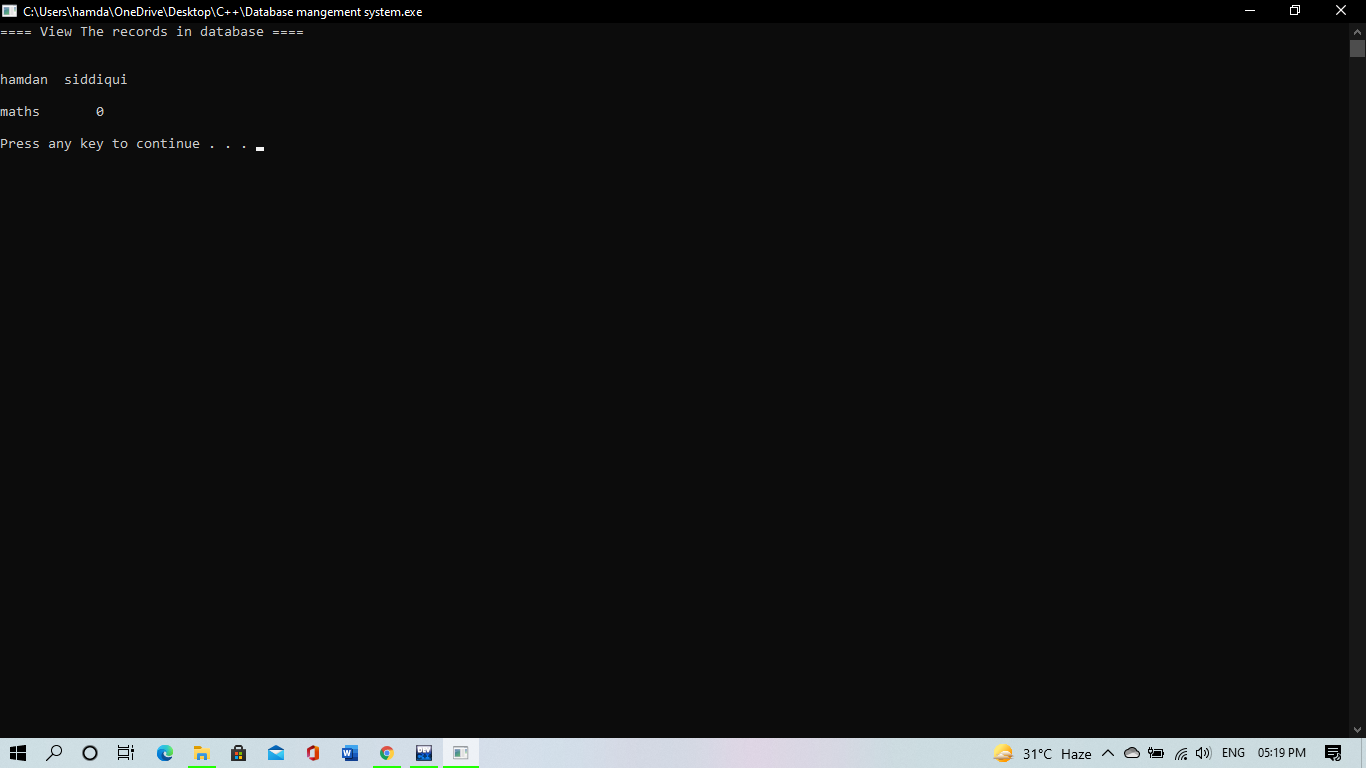 C:\Users\hamda\OneDrive\Desktop\C++\Database mangement system.exe
==== View The records in database ====
hamdan  siddiqui
maths       0
Press any key to continue . . .
31°C  Haze  ENG  05:19 PM